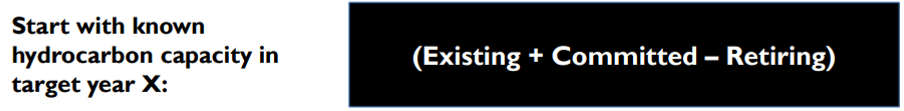 Start with known
hydrocarbon capacity in
target year X:
(Existing + Committed – Retiring)